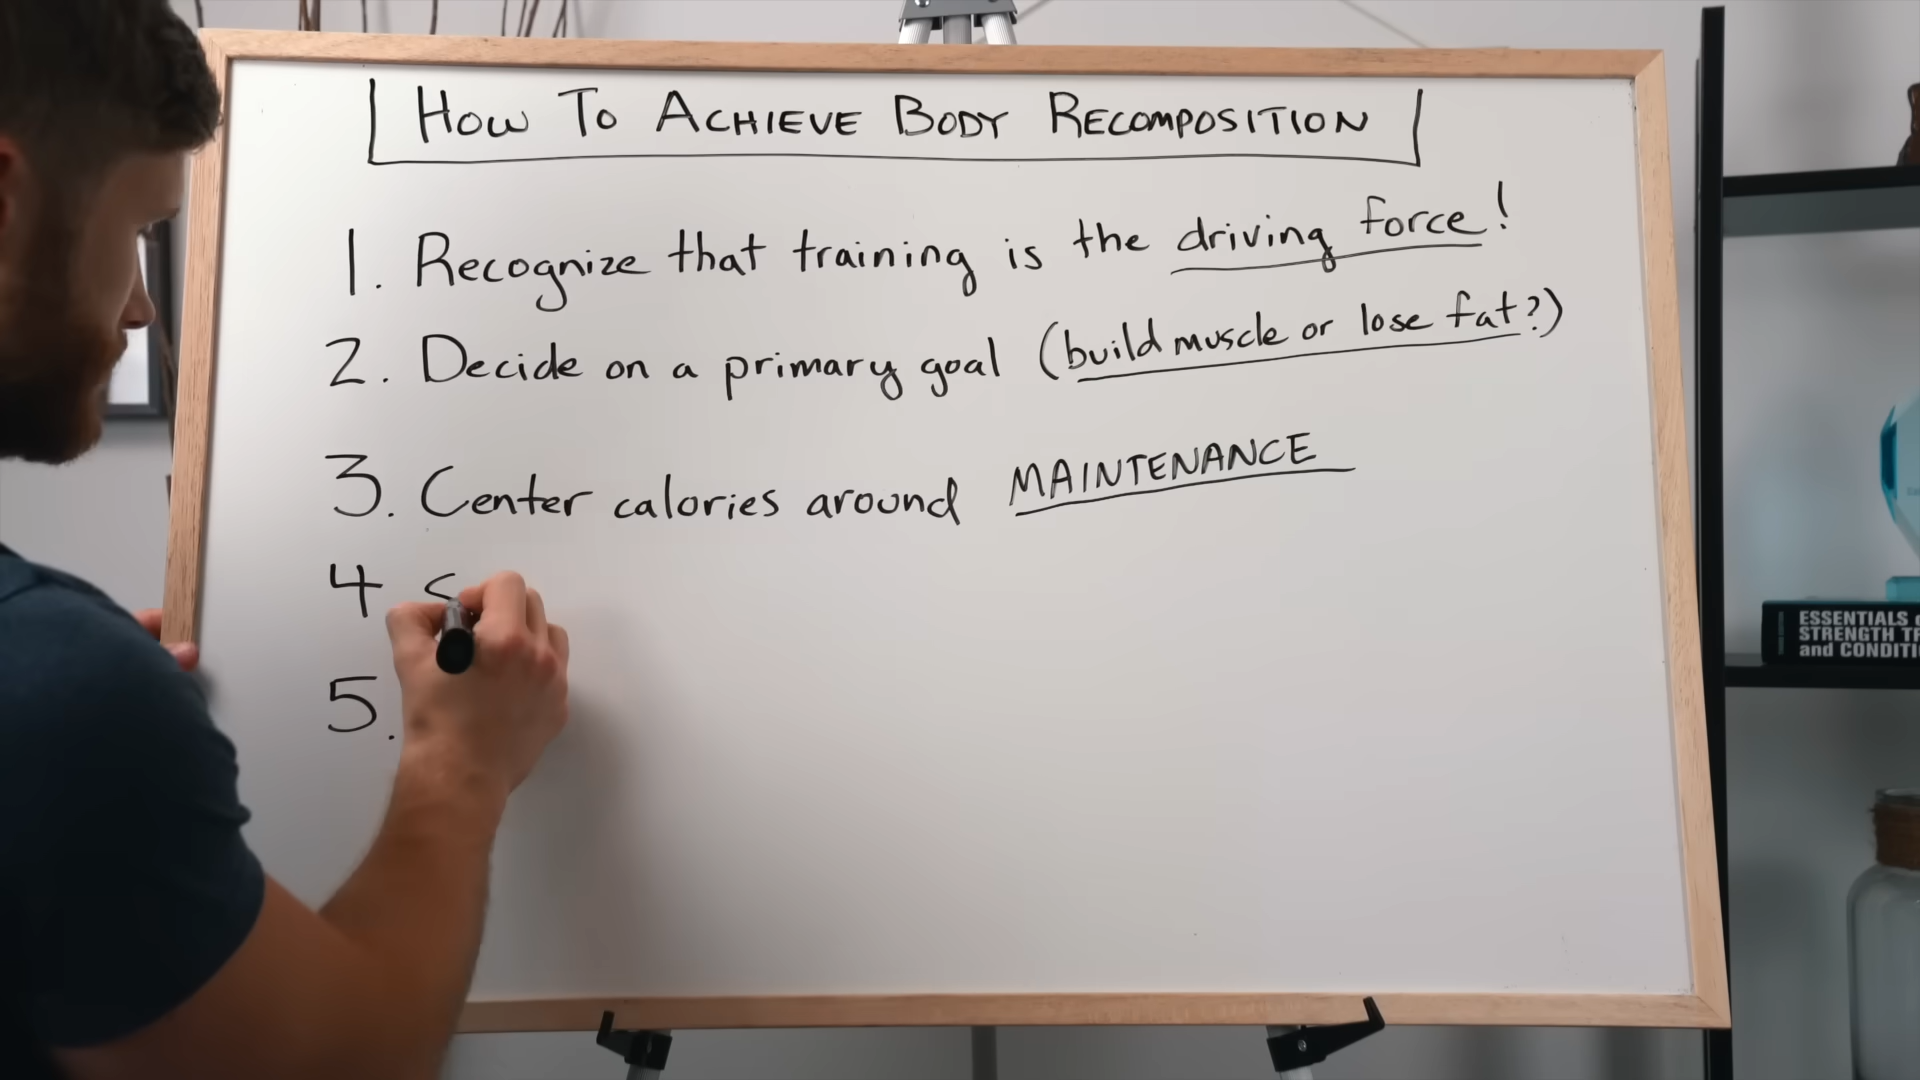 HOW TO ACHIEVE BODY RECOMPOSITION
1. Recognize that training is the driving force!
2. Decide on a primary goal (build muscle or lose fat?)
3. Center calories around MAINTENANCE
4
5.
ESSENTIALS
STRENGTH
and